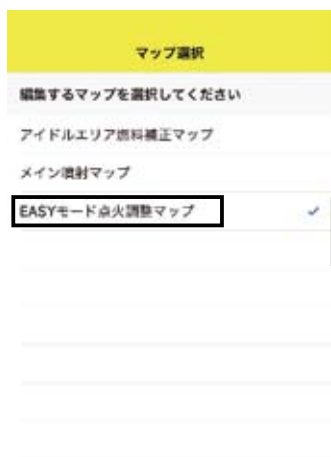 マップ選択
編集するマップを選択してください
アイドルエリア燃料補正マップ
メイン噴射マップ
EASYモード点火調整マップ